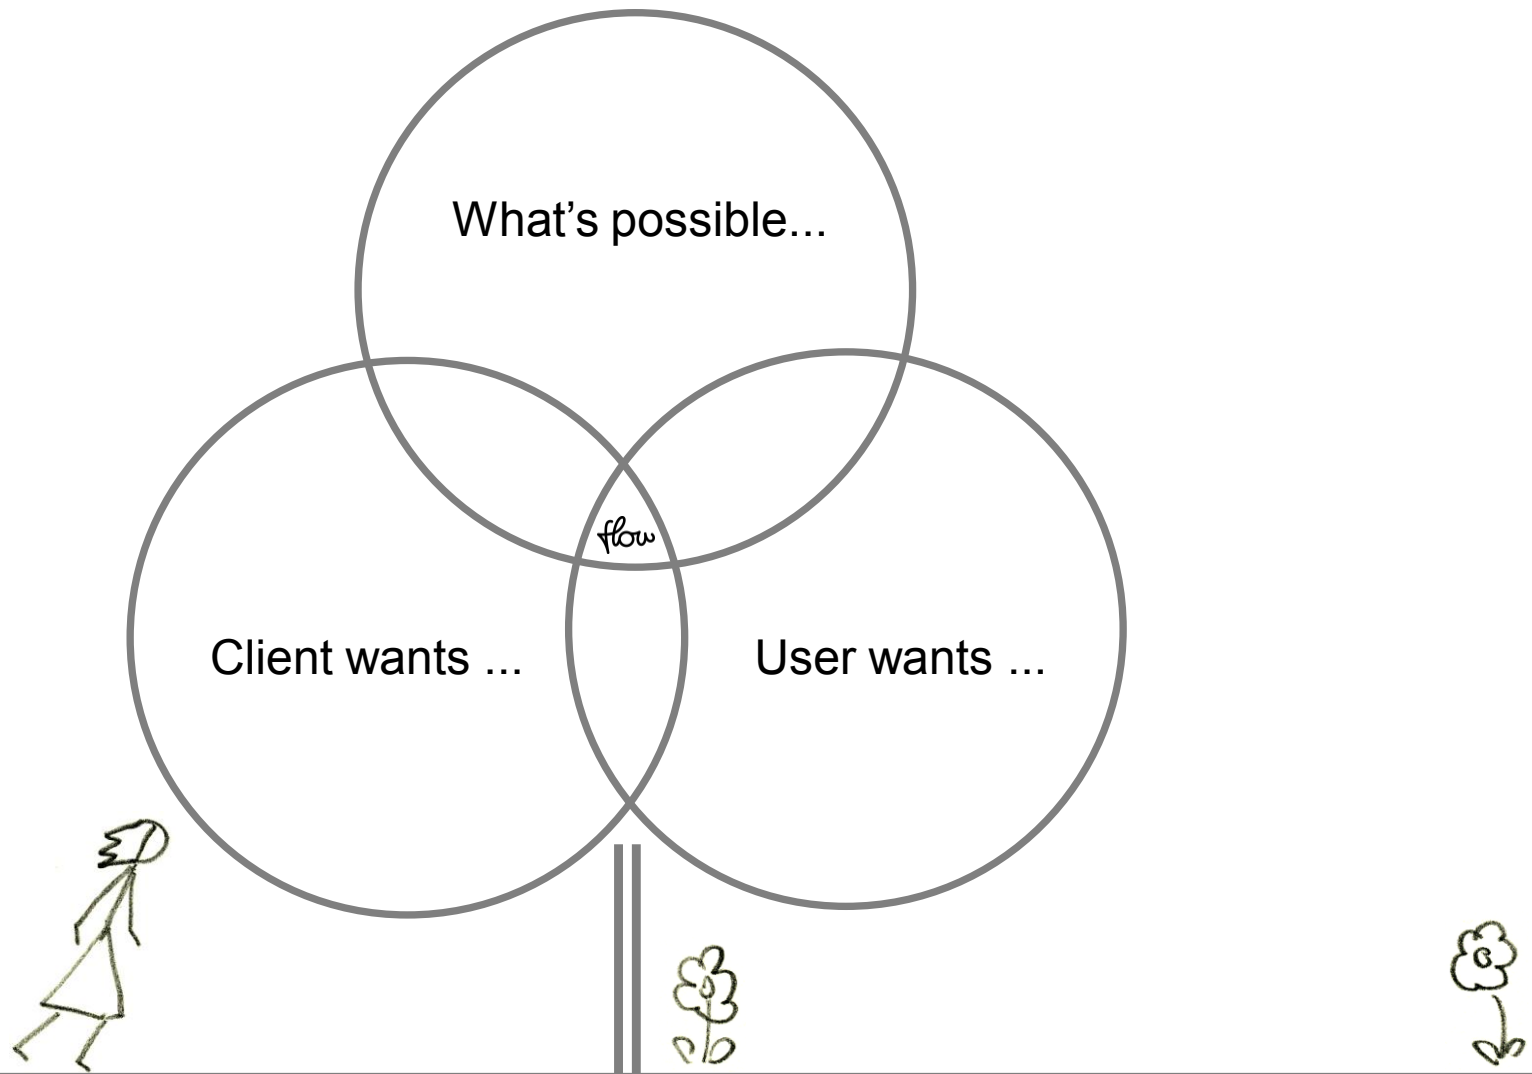 What’s possible...
flow
Client wants ...
User wants ...